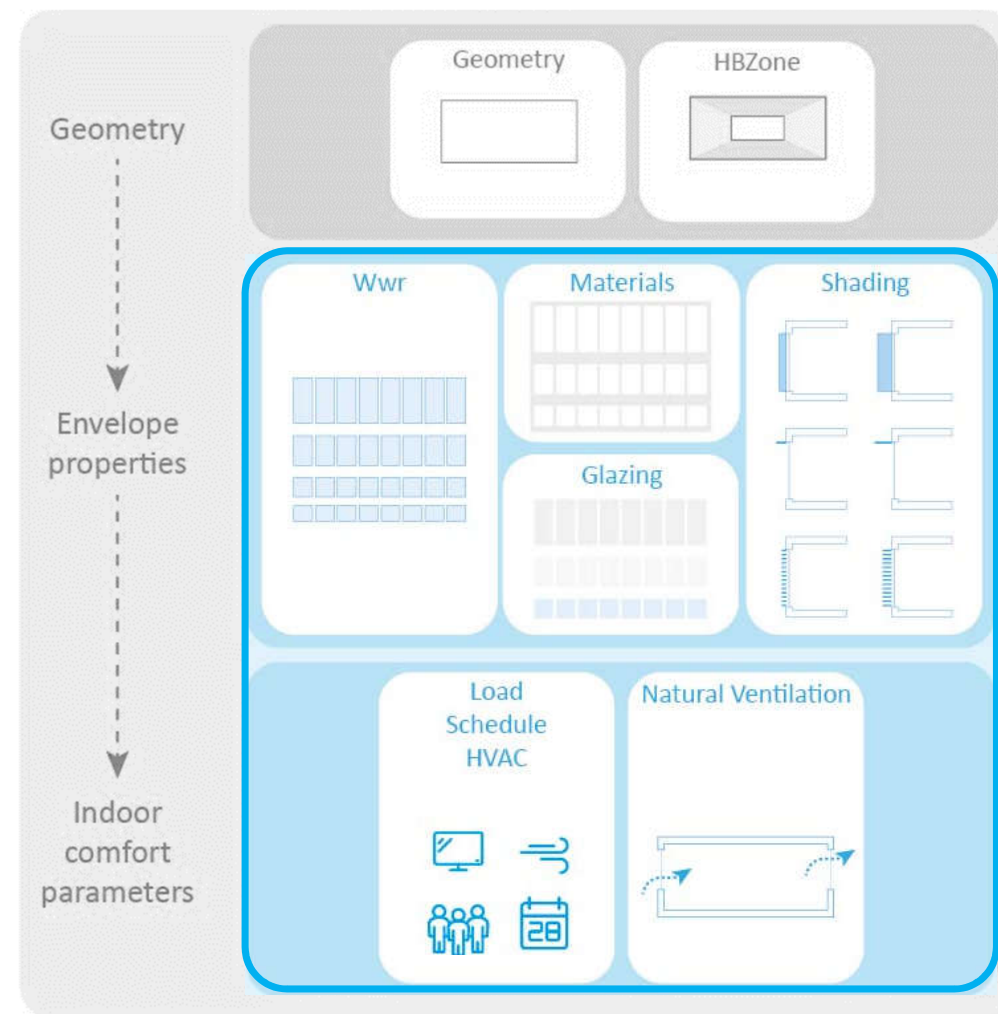 Geometry
Geometry
HBZone
Envelope
properties
Wwr
Materials
Shading
Glazing
Indoor
comfort
parameters
Load
Schedule
HVAC
Natural Ventilation
28